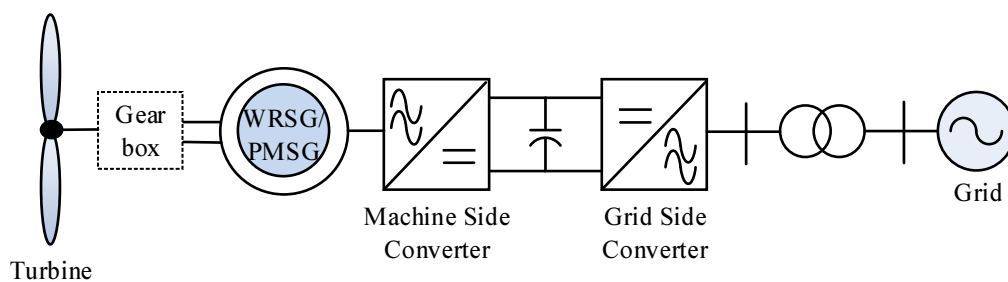 Gear
box
WRSG/
PMSG
Machine Side
Converter
Grid Side
Converter
Grid
Turbine